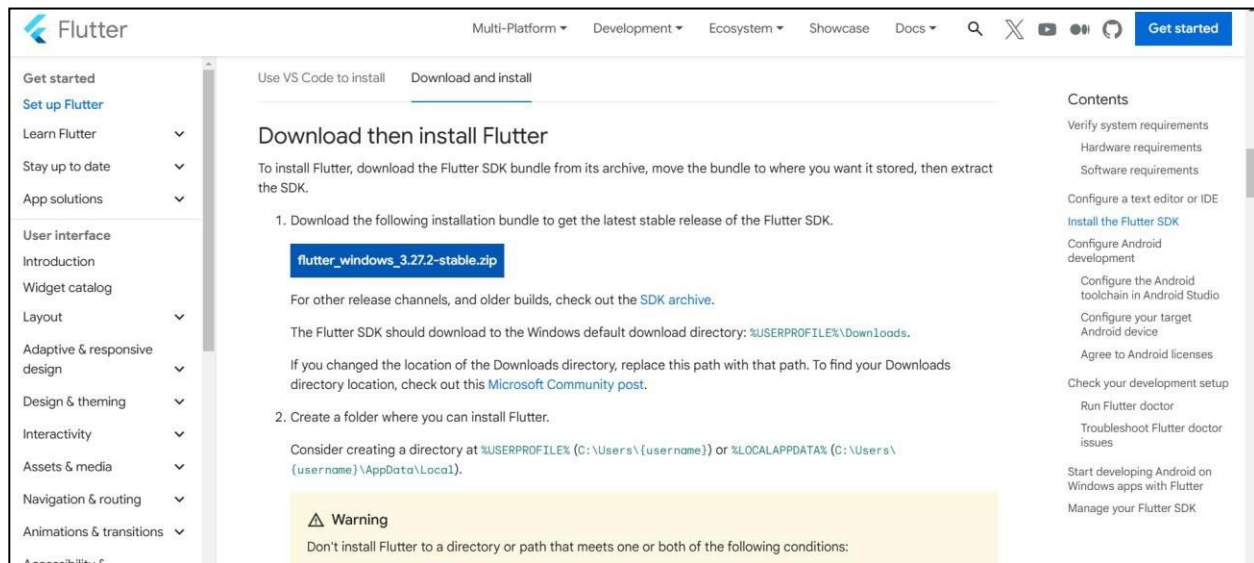 Flutter
Multi-Platform
Development
Ecosystem
Showcase
Docs
Get started
Get started
Set up Flutter
Learn Flutter
Stay up to date
App solutions
User interface
Introduction
Widget catalog
Layout
Adaptive & responsive
design
Design & theming
Interactivity
Assets & media
Navigation & routing
Animations & transitions
Accessibility &
Use VS Code to install
Download and install
Download then install Flutter
To install Flutter, download the Flutter SDK bundle from its archive, move the bundle to where you want it stored, then extract
the SDK.
1. Download the following installation bundle to get the latest stable release of the Flutter SDK.
flutter_windows_3.27.2-stable.zip
For other release channels, and older builds, check out the SDK archive.
The Flutter SDK should download to the Windows default download directory: %USERPROFILE%\Downloads.
If you changed the location of the Downloads directory, replace this path with that path. To find your Downloads
directory location, check out this Microsoft Community post.
2. Create a folder where you can install Flutter.
Consider creating a directory at %USERPROFILE% (C:\Users\{username}) or %LOCALAPPDATA% (C:\Users\
{username}\AppData\Local).
Warning
Don't install Flutter to a directory or path that meets one or both of the following conditions:
Contents
Verify system requirements
Hardware requirements
Software requirements
Configure a text editor or IDE
Install the Flutter SDK
Configure Android
development
Configure the Android
toolchain in Android Studio
Configure your target
Android device
Agree to Android licenses
Check your development setup
Run Flutter doctor
Troubleshoot Flutter doctor
issues
Start developing Android on
Windows apps with Flutter
Manage your Flutter SDK